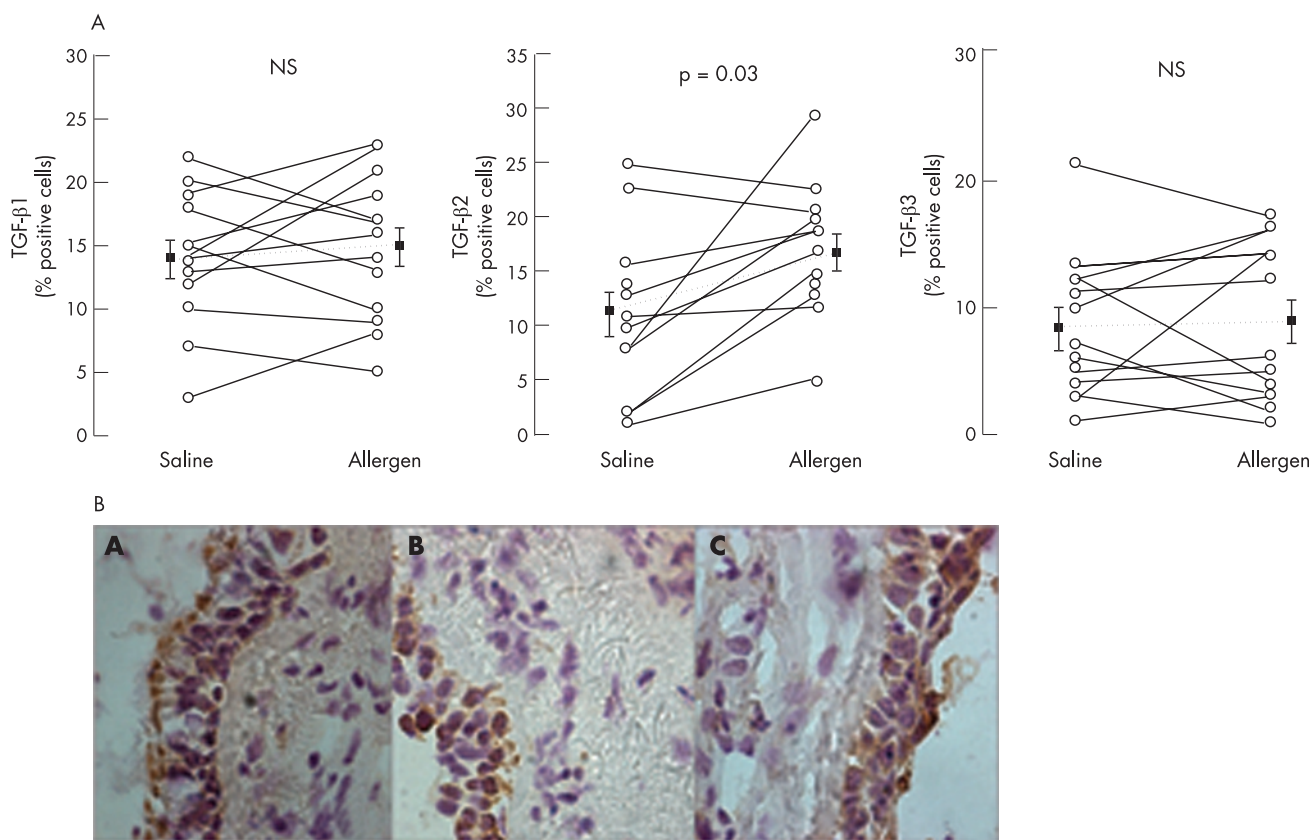 A
TGF-β1
(% positive cells)
30
25
20
15
10
5
0
NS
Saline
Allergen
TGF-β2
(% positive cells)
35
30
25
20
15
10
5
0
p = 0.03
Saline
Allergen
TGF-β3
(% positive cells)
30
20
10
0
NS
Saline
Allergen
B
A
B
C